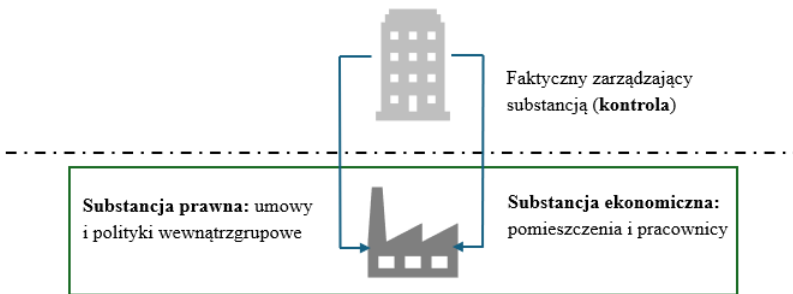 Faktyczny zarządzający
substancją (kontrola)
Substancja prawna: umowy
i polityki wewnątrzgrupowe
Substancja ekonomiczna:
pomieszczenia i pracownicy